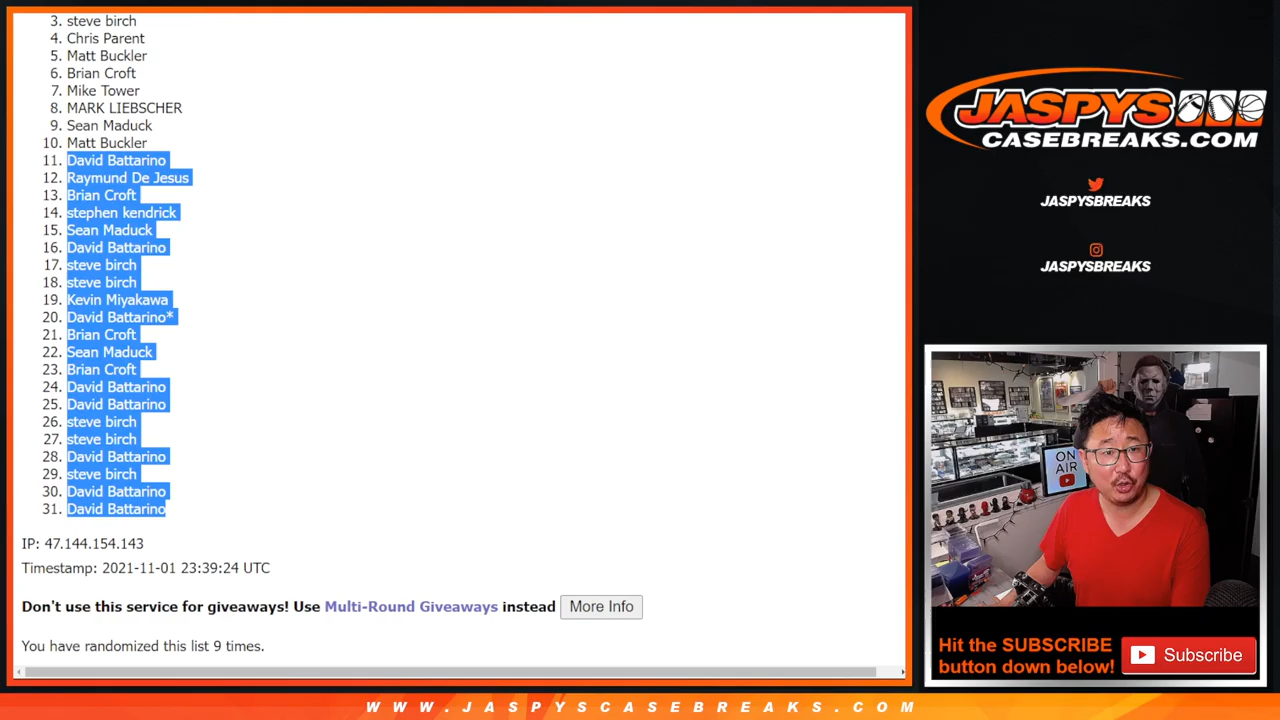 3. steve birch
4. Chris Parent
5. Matt Buckler
6. Brian Croft
7. Mike Tower
8. MARK LIEBSCHER
9. Sean Maduck
10. Matt Buckler
11. David Battarino
12. Raymund De Jesus
13. Brian Croft
14. stephen kendrick
15. Sean Maduck
16. David Battarino
17. steve birch
18. steve birch
19. Kevin Miyakawa
20. David Battarino*
21. Brian Croft
22. Sean Maduck
23. Brian Croft
24. David Battarino
25. David Battarino
26. steve birch
27. steve birch
28. David Battarino
29. steve birch
30. David Battarino
31. David Battarino
IP: 47.144.154.143
Timestamp: 2021-11-01 23:39:24 UTC
Don't use this service for giveaways! Use Multi-Round Giveaways instead More Info
You have randomized this list 9 times.
JASPYS
CASEBREAKS.COM
JASPYSBREAKS
JASPYSBREAKS
ON
AIR
Hit the SUBSCRIBE
button down below!
Subscribe
WWW.JASPYSCASEBREAKS.COM